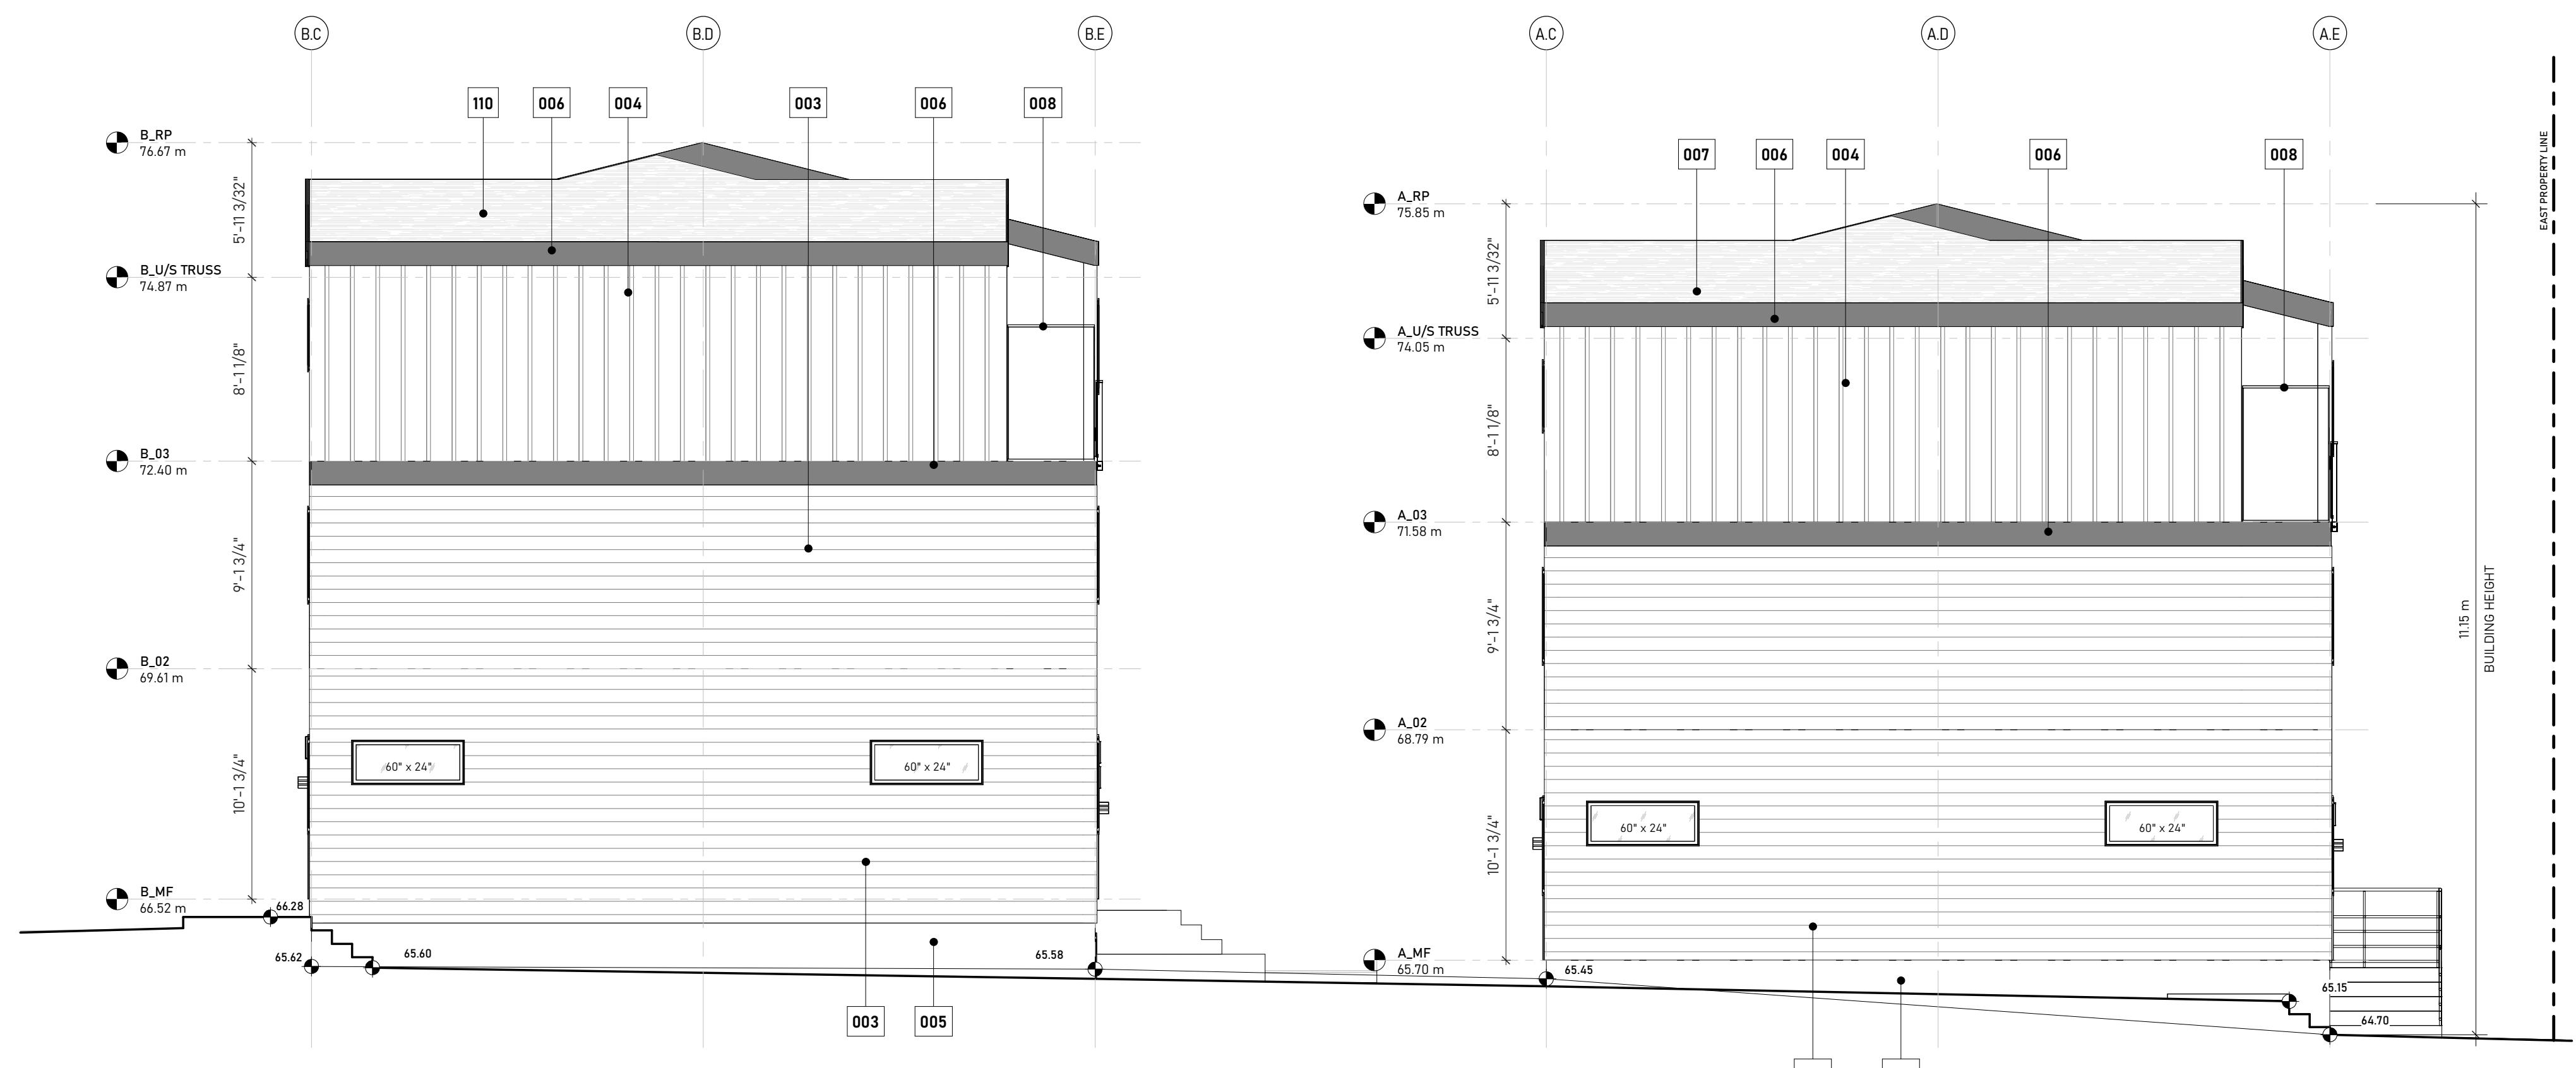 B.C
B.D
B.E
A.C
A.D
A.E
110
006
004
003
006
008
B_RP
76.67 m
5'-11 3/32"
B_U/S TRUSS
74.87 m
8'-1 1/8"
B_03
72.40 m
9'-1 3/4"
B_02
69.61 m
60" x 24"
60" x 24"
10'-1 3/4"
B_MF
66.52 m
66.28
65.62
65.60
65.58
003
005
007
006
004
006
008
EAST PROPERTY LINE
A_RP
75.85 m
5'-11 3/32"
A_U/S TRUSS
74.05 m
8'-1 1/8"
A_03
71.58 m
9'-1 3/4"
11.15 m
BUILDING HEIGHT
A_02
68.79 m
60" x 24"
60" x 24"
10'-1 3/4"
A_MF
65.70 m
65.45
65.15
64.70